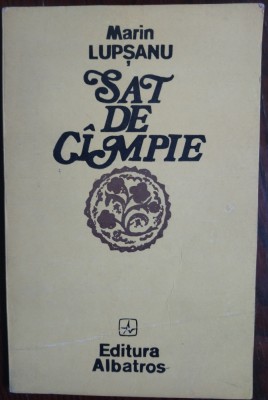 Marin
LUPȘANU
SAT
DE
CÎMPIE
Editura
Albatros